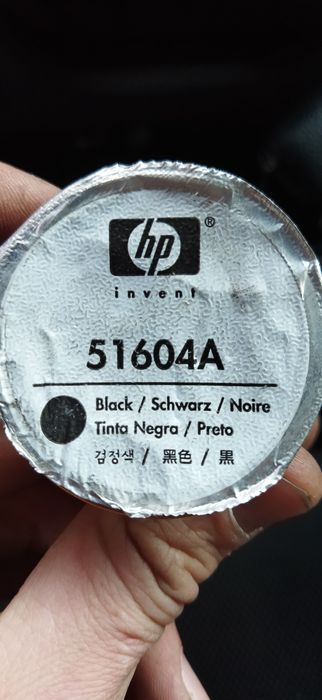 hp®
invent
51604A
Black / Schwarz / Noire
Tinta Negra / Preto
검정색 / 黑色 / 黒